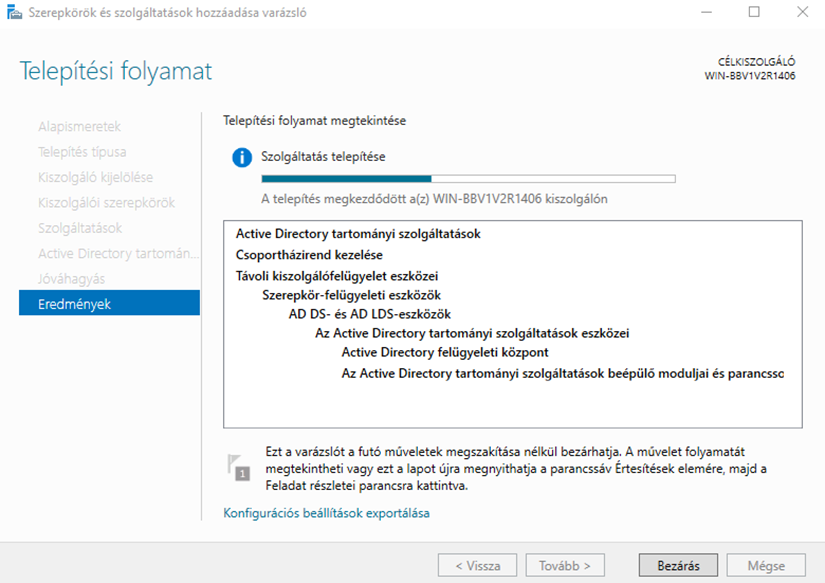 Szerepkörök és szolgáltatások hozzáadása varázsló
Telepítési folyamat
CÉLKISZOLGÁLÓ
WIN-BBV1V2R1406
Alapismeretek
Telepítés típusa
Kiszolgáló kijelölése
Kiszolgálói szerepkörök
Szolgáltatások
Active Directory tartomán...
Jóváhagyás
Eredmények
Telepítési folyamat megtekintése
Szolgáltatás telepítése
A telepítés megkezdődött a(z) WIN-BBV1V2R1406 kiszolgálón
Active Directory tartományi szolgáltatások
Csoportházirend kezelése
Távoli kiszolgálófelügyelet eszközei
Szerepkör-felügyeleti eszközök
AD DS- és AD LDS-eszközök
Az Active Directory tartományi szolgáltatások eszközei
Active Directory felügyeleti központ
Az Active Directory tartományi szolgáltatások beépülő moduljai és parancsso
1
Ezt a varázslót a futó műveletek megszakítása nélkül bezárhatja. A művelet folyamatát
megtekintheti vagy ezt a lapot újra megnyithatja a parancssáv Értesítések elemére, majd a
Feladat részletei parancsra kattintva.
Konfigurációs beállítások exportálása
< Vissza
Tovább >
Bezárás
Mégse